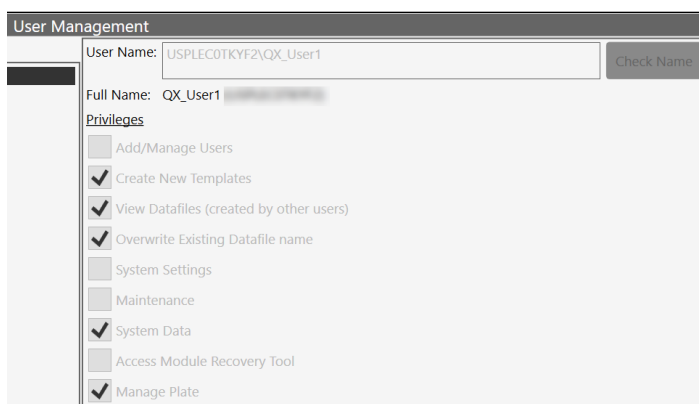 User Management
User Name: USPLEC0TKYF2\QX_User1 Check Name
Full Name: QX_User1
Privileges
Add/Manage Users
Create New Templates
View Datafiles (created by other users)
Overwrite Existing Datafile name
System Settings
Maintenance
System Data
Access Module Recovery Tool
Manage Plate